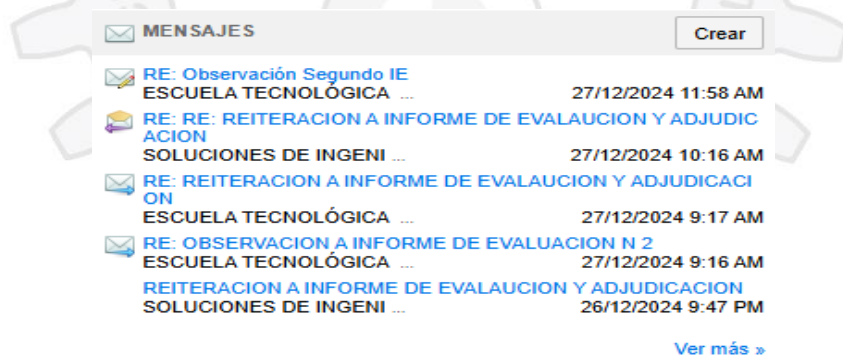 MENSAJES
Crear
RE: Observación Segundo IE
ESCUELA TECNOLÓGICA ... 27/12/2024 11:58 AM
RE: RE: REITERACION A INFORME DE EVALAUCION Y ADJUDIC
ACION
SOLUCIONES DE INGENI ... 27/12/2024 10:16 AM
RE: REITERACION A INFORME DE EVALAUCION Y ADJUDICACI
ON
ESCUELA TECNOLÓGICA ... 27/12/2024 9:17 AM
RE: OBSERVACION A INFORME DE EVALUACION N 2
ESCUELA TECNOLÓGICA ... 27/12/2024 9:16 AM
REITERACION A INFORME DE EVALAUCION Y ADJUDICACION
SOLUCIONES DE INGENI ... 26/12/2024 9:47 PM
Ver más »